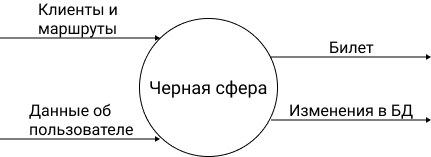 Клиенты и
маршруты
Билет
Черная сфера
Данные об
пользователе
Изменения в БД